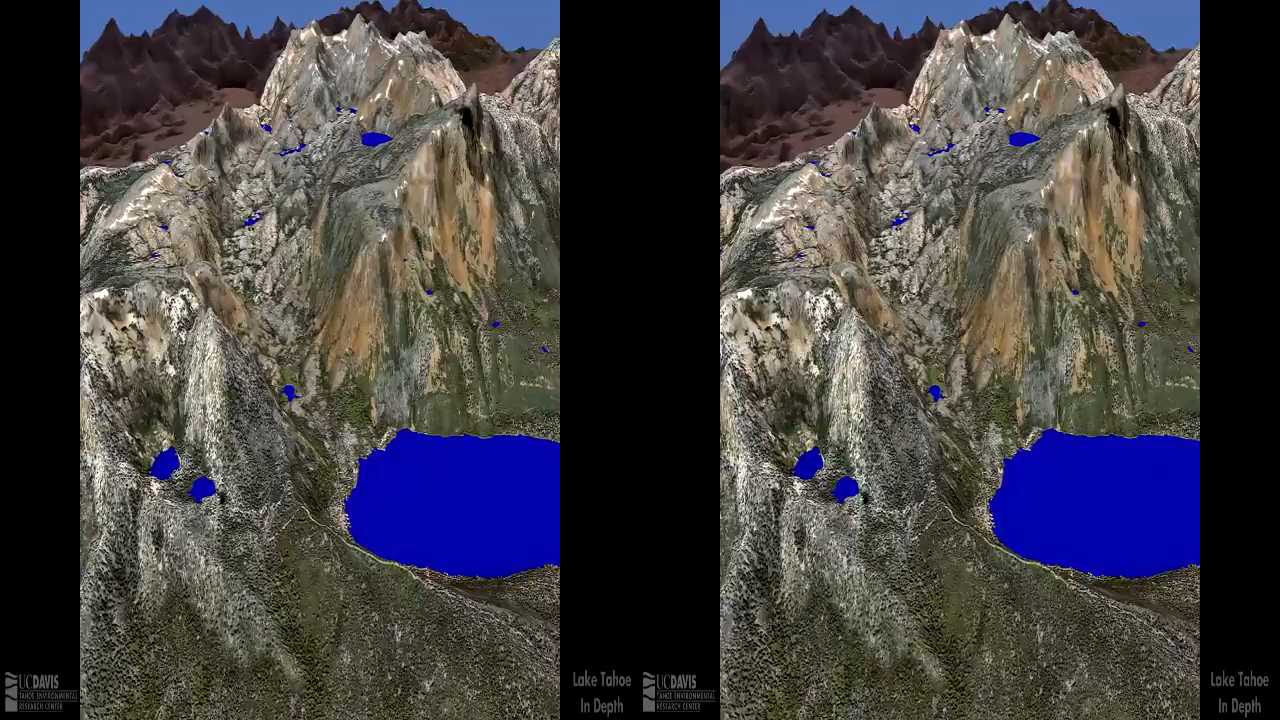 UCDAVIS
TAHOE ENVIRONMENTAL
RESEARCH CENTER
Lake Tahoe
In Depth
UCDAVIS
TAHOE ENVIRONMENTAL
RESEARCH CENTER
Lake Tahoe
In Depth